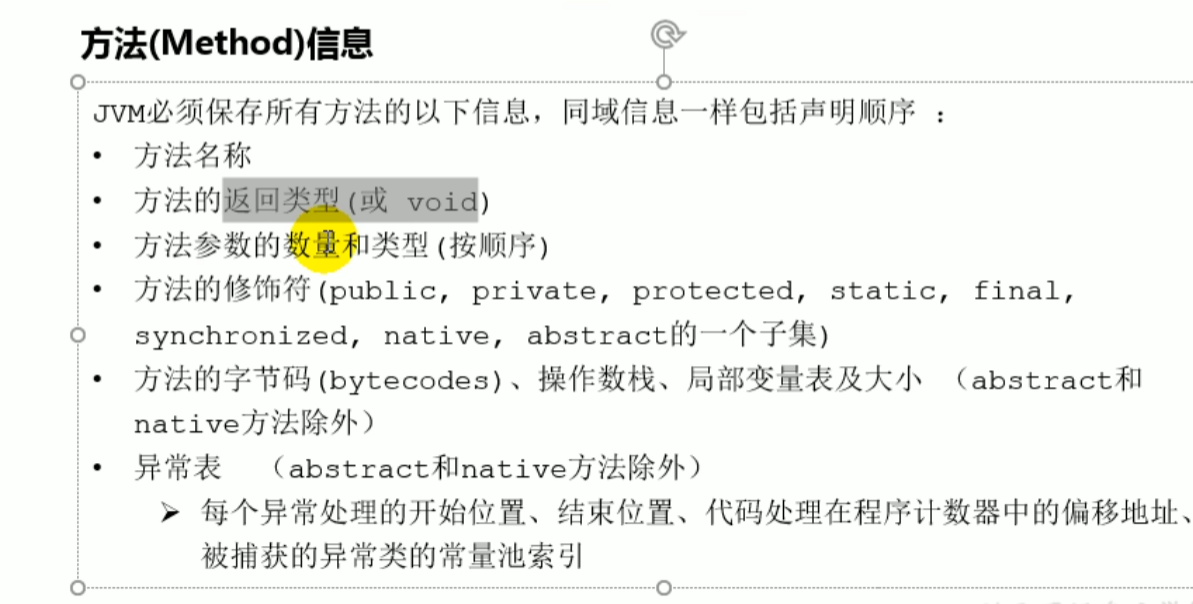 方法(Method)信息
JVM必须保存所有方法的以下信息，同域信息一样包括声明顺序 ：
• 方法名称
• 方法的返回类型(或 void)
• 方法参数的数量和类型(按顺序)
• 方法的修饰符(public, private, protected, static, final,
synchronized, native, abstract的一个子集)
• 方法的字节码(bytecodes)、操作数栈、局部变量表及大小 （abstract和
native方法除外）
• 异常表 （abstract和native方法除外）
➢ 每个异常处理的开始位置、结束位置、代码处理在程序计数器中的偏移地址、
被捕获的异常类的常量池索引